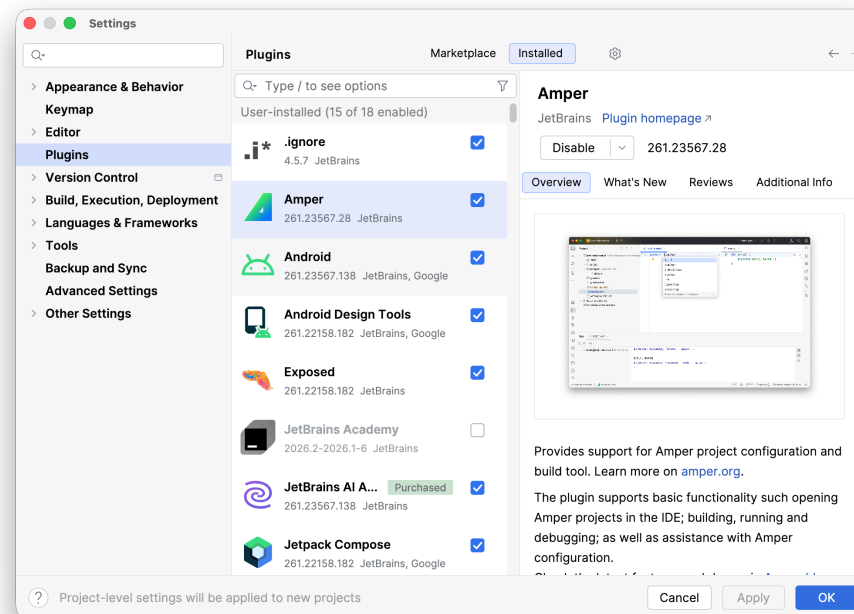 Settings
Appearance & Behavior
Keymap
Editor
Plugins
Version Control
Build, Execution, Deployment
Languages & Frameworks
Tools
Backup and Sync
Advanced Settings
Other Settings
Plugins
Marketplace
Installed
Type / to see options
User-installed (15 of 18 enabled)
.i*
.ignore
4.5.7 JetBrains
Amper
261.23567.28 JetBrains
Android
261.23567.138 JetBrains, Google
Android Design Tools
261.22158.182 JetBrains, Google
Exposed
261.22158.182 JetBrains
JetBrains Academy
2026.2-2026.1-6 JetBrains
JetBrains AI A... Purchased
261.23567.138 JetBrains
Jetpack Compose
261.22158.182 JetBrains, Google
Amper
JetBrains Plugin homepage
Disable 261.23567.28
Overview What's New Reviews Additional Info
Provides support for Amper project configuration and
build tool. Learn more on amper.org.
The plugin supports basic functionality such opening
Amper projects in the IDE; building, running and
debugging; as well as assistance with Amper
configuration.
? Project-level settings will be applied to new projects
Cancel
Apply
OK